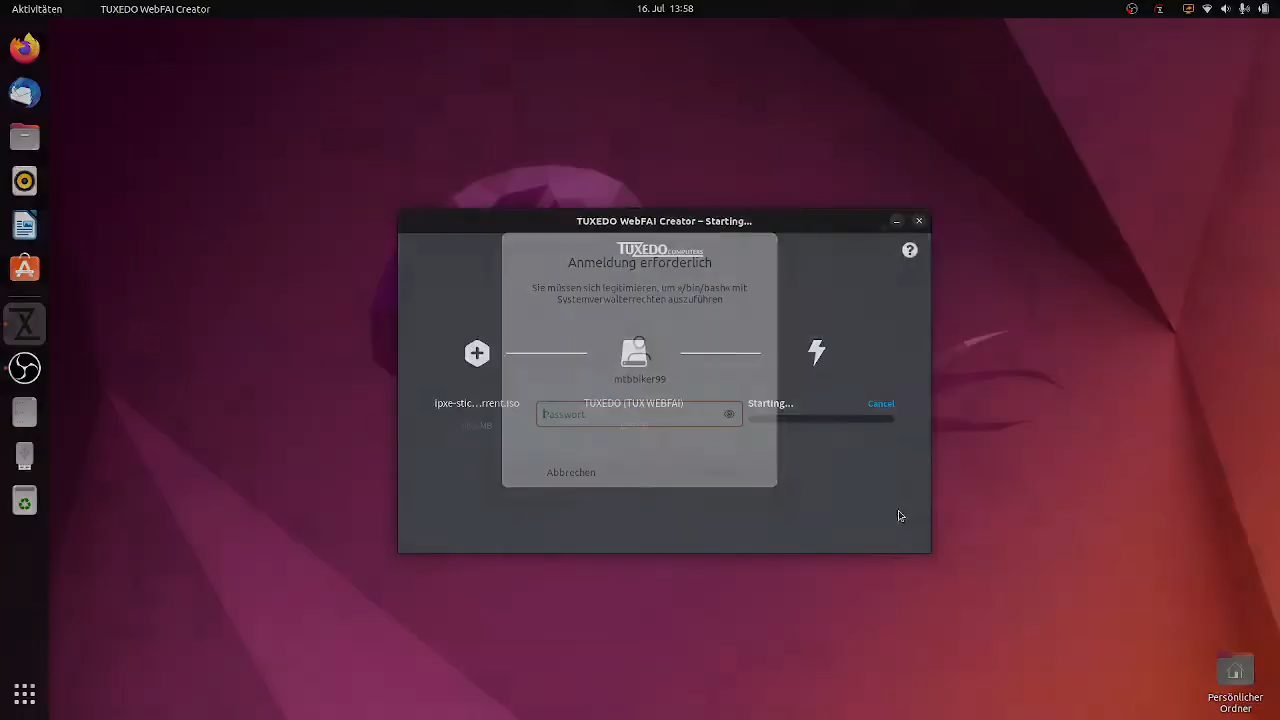 Aktivitäten
TUXEDO WebFAI Creator
16. Jul 13:58
TUXEDO WebFAI Creator – Starting...
TUXEDO COMPUTERS
Anmeldung erforderlich
Sie müssen sich legitimieren, um »/bin/bash« mit
Systemverwalterrechten auszuführen
mtbbiker99
ipxe-stic...rrent.iso
TUXEDO (TUX WEBFAI)
Starting...
Cancel
Passwort
MB
Abbrechen
Persönlicher
Ordner